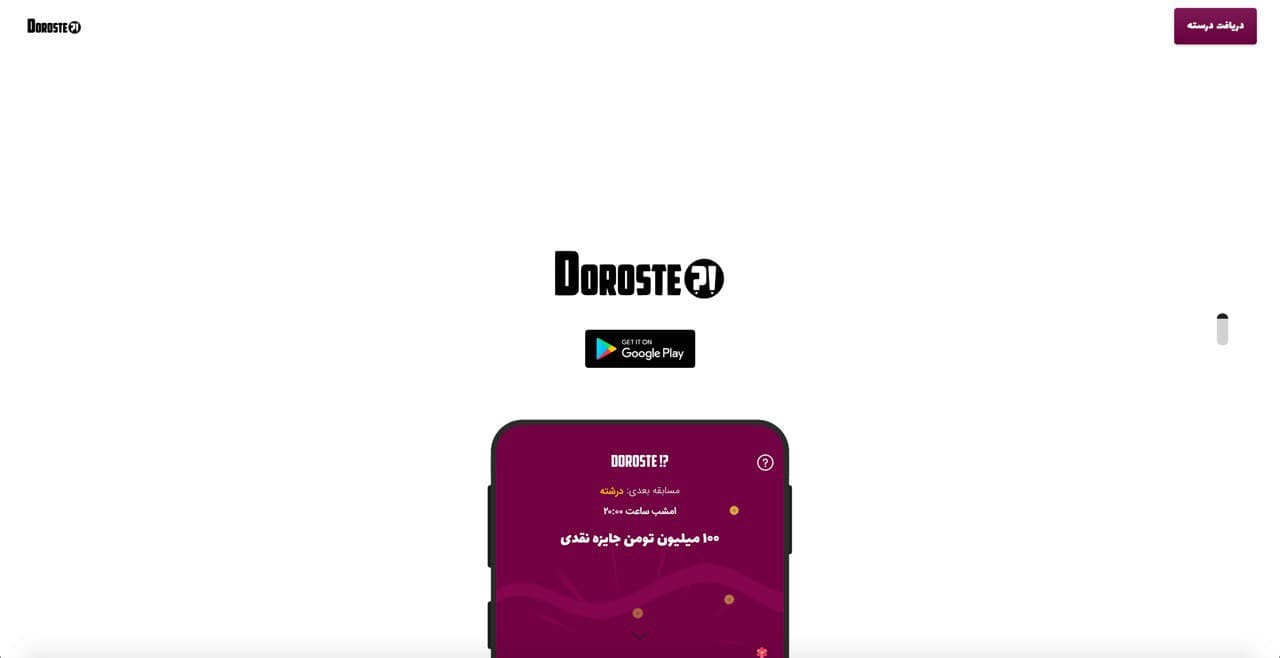 DOROSTE?!
دریافت درسته
DOROSTE?!
GET IT ON
Google Play
DOROSTE !?
?
مسابقه بعدی: درشته
امشب ساعت ۲۰:۰۰
۱۰۰ میلیون تومن جایزه نقدی